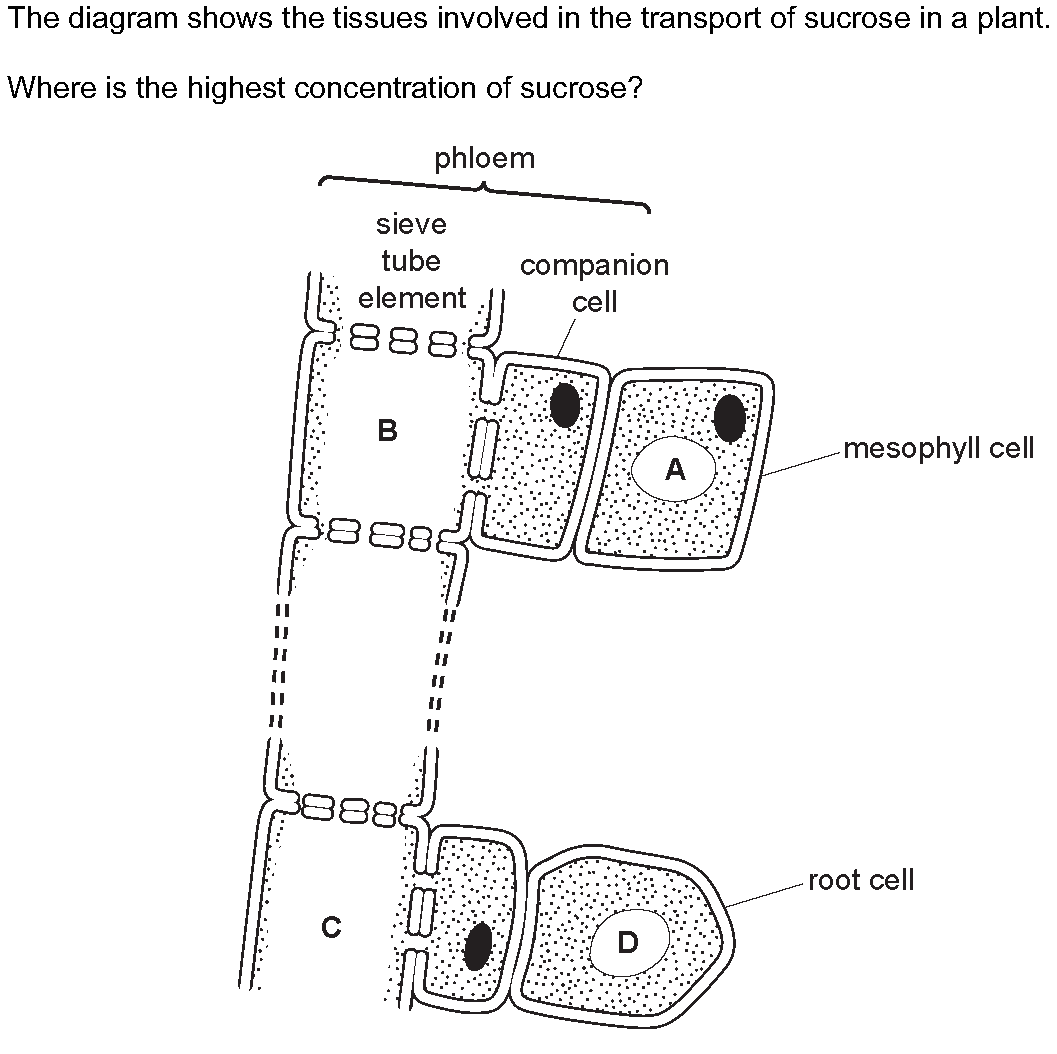 The diagram shows the tissues involved in the transport of sucrose in a plant.
Where is the highest concentration of sucrose?
phloem
sieve
tube
element
companion
cell
B
A
mesophyll cell
C
D
root cell